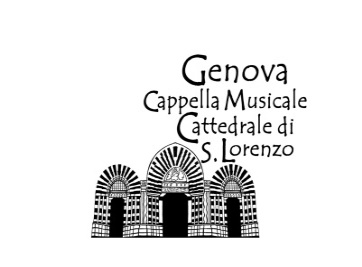 Genova
Cappella Musicale
Cattedrale di
S. Lorenzo